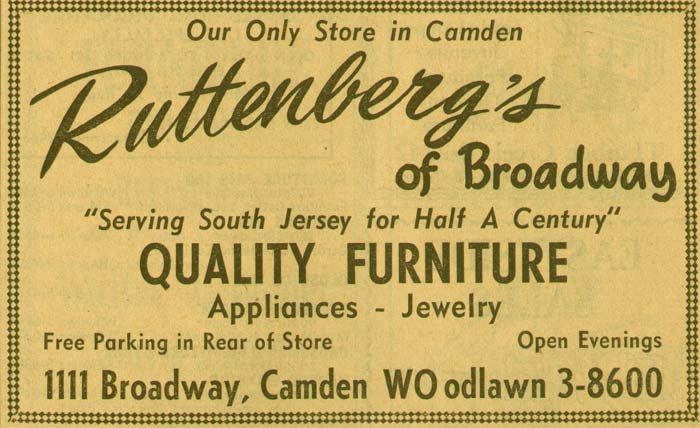 Our Only Store in Camden
Ruttenberg's
of Broadway
"Serving South Jersey for Half A Century"
QUALITY FURNITURE
Appliances - Jewelry
Free Parking in Rear of Store Open Evenings
1111 Broadway, Camden WOodlawn 3-8600